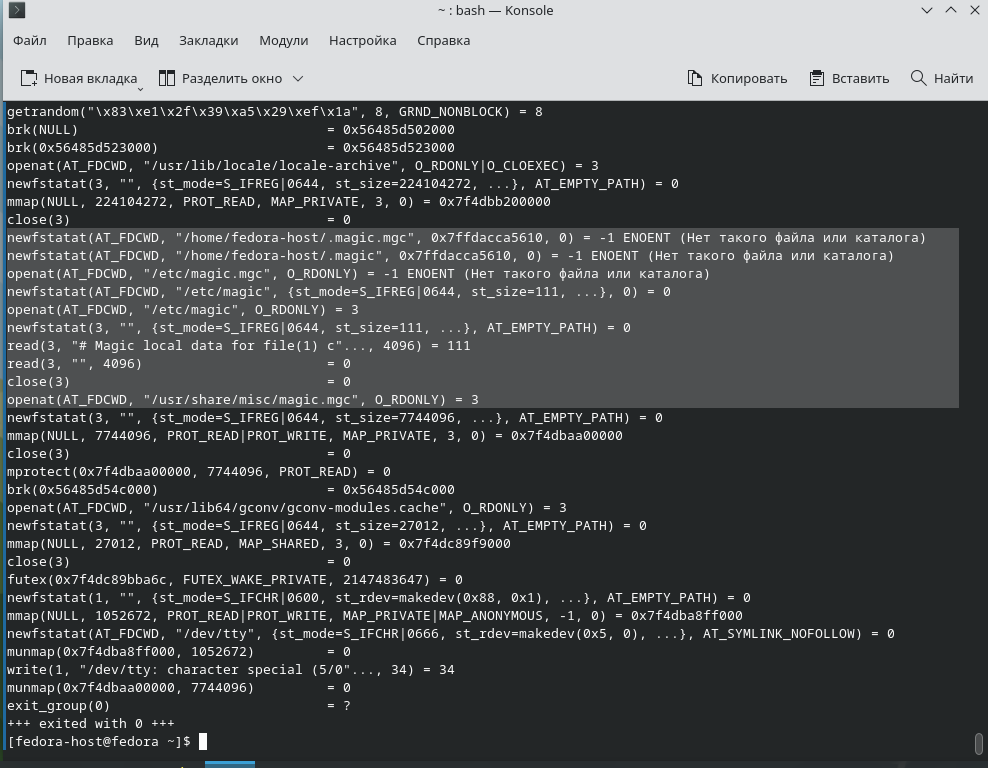 ~ : bash — Konsole
Файл Правка Вид Закладки Модули Настройка Справка
Новая вкладка Разделить окно Копировать Вставить Найти
getrandom("\x83\xe1\x2f\x39\xa5\x29\xef\x1a", 8, GRND_NONBLOCK) = 8
brk(NULL) = 0x56485d502000
brk(0x56485d523000) = 0x56485d523000
openat(AT_FDCWD, "/usr/lib/locale/locale-archive", O_RDONLY|O_CLOEXEC) = 3
newfstatat(3, "", {st_mode=S_IFREG|0644, st_size=224104272, ...}, AT_EMPTY_PATH) = 0
mmap(NULL, 224104272, PROT_READ, MAP_PRIVATE, 3, 0) = 0x7f4dbb200000
close(3) = 0
newfstatat(AT_FDCWD, "/home/fedora-host/.magic.mgc", 0x7ffdacca5610, 0) = -1 ENOENT (Нет такого файла или каталога)
newfstatat(AT_FDCWD, "/home/fedora-host/.magic", 0x7ffdacca5610, 0) = -1 ENOENT (Нет такого файла или каталога)
openat(AT_FDCWD, "/etc/magic.mgc", O_RDONLY) = -1 ENOENT (Нет такого файла или каталога)
newfstatat(AT_FDCWD, "/etc/magic", {st_mode=S_IFREG|0644, st_size=111, ...}, 0) = 0
openat(AT_FDCWD, "/etc/magic", O_RDONLY) = 3
newfstatat(3, "", {st_mode=S_IFREG|0644, st_size=111, ...}, AT_EMPTY_PATH) = 0
read(3, "# Magic local data for file(1) c"..., 4096) = 111
read(3, "", 4096) = 0
close(3) = 0
openat(AT_FDCWD, "/usr/share/misc/magic.mgc", O_RDONLY) = 3
newfstatat(3, "", {st_mode=S_IFREG|0644, st_size=7744096, ...}, AT_EMPTY_PATH) = 0
mmap(NULL, 7744096, PROT_READ|PROT_WRITE, MAP_PRIVATE, 3, 0) = 0x7f4dbaa00000
close(3) = 0
mprotect(0x7f4dbaa00000, 7744096, PROT_READ) = 0
brk(0x56485d54c000) = 0x56485d54c000
openat(AT_FDCWD, "/usr/lib64/gconv/gconv-modules.cache", O_RDONLY) = 3
newfstatat(3, "", {st_mode=S_IFREG|0644, st_size=27012, ...}, AT_EMPTY_PATH) = 0
mmap(NULL, 27012, PROT_READ, MAP_SHARED, 3, 0) = 0x7f4dc89f9000
close(3) = 0
futex(0x7f4dc89bba6c, FUTEX_WAKE_PRIVATE, 2147483647) = 0
newfstatat(1, "", {st_mode=S_IFCHR|0600, st_rdev=makedev(0x88, 0x1), ...}, AT_EMPTY_PATH) = 0
mmap(NULL, 1052672, PROT_READ|PROT_WRITE, MAP_PRIVATE|MAP_ANONYMOUS, -1, 0) = 0x7f4dba8ff000
newfstatat(AT_FDCWD, "/dev/tty", {st_mode=S_IFCHR|0666, st_rdev=makedev(0x5, 0), ...}, AT_SYMLINK_NOFOLLOW) = 0
munmap(0x7f4dba8ff000, 1052672) = 0
write(1, "/dev/tty: character special (5/0"..., 34) = 34
munmap(0x7f4dbaa00000, 7744096) = 0
exit_group(0) = ?
+++ exited with 0 +++
[fedora-host@fedora ~]$